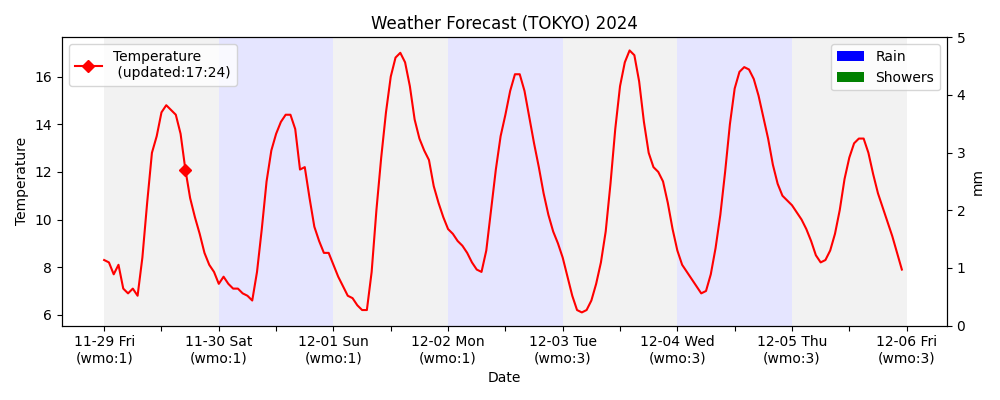 Weather Forecast (TOKYO) 2024
Temperature
(updated:17:24)
Rain
Showers
Temperature
16
14
12
10
8
6
5
4
3
2
1
0
mm
11-29 Fri
(wmo:1)
11-30 Sat
(wmo:1)
12-01 Sun
(wmo:1)
12-02 Mon
(wmo:1)
12-03 Tue
(wmo:3)
12-04 Wed
(wmo:3)
12-05 Thu
(wmo:3)
12-06 Fri
(wmo:3)
Date